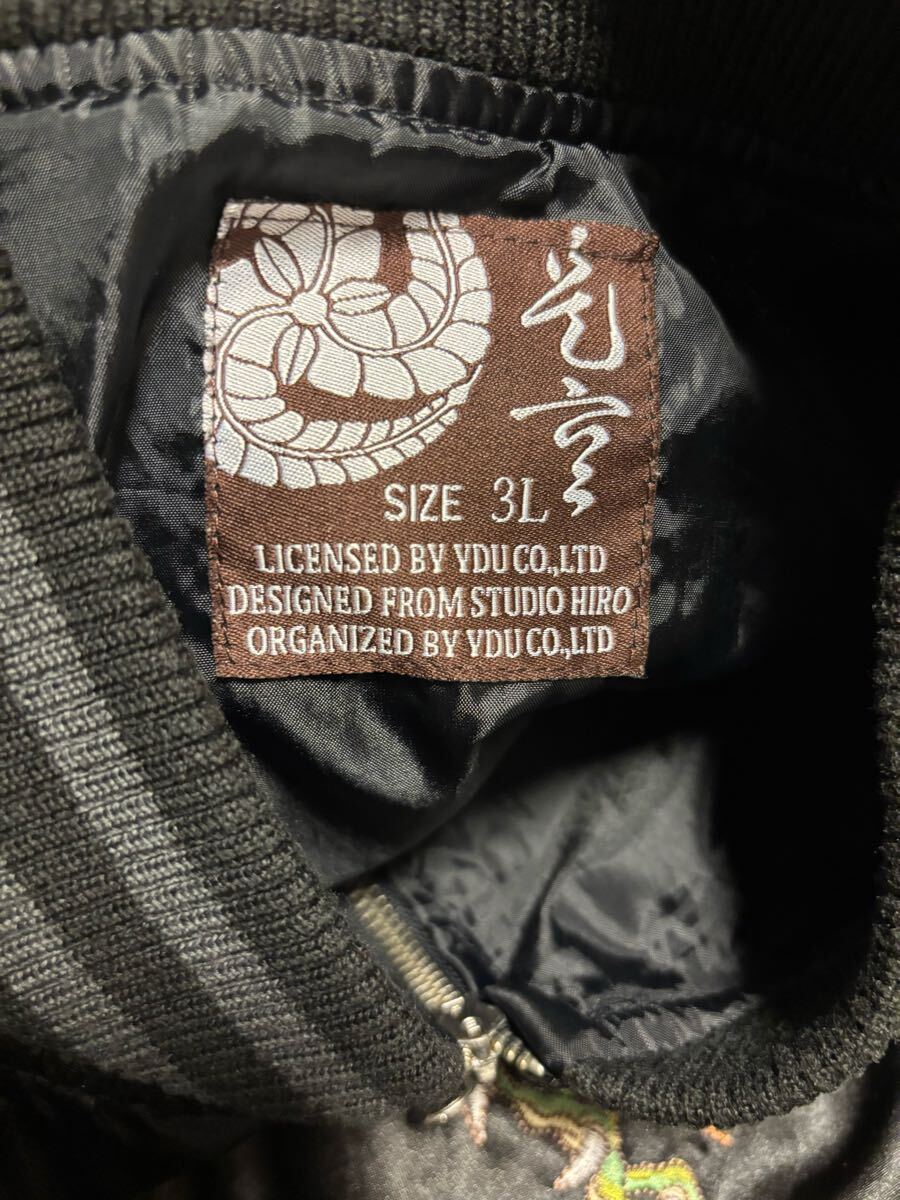 SIZE 3L
LICENSED BY YDU CO.,LTD
DESIGNED FROM STUDIO HIRO
ORGANIZED BY YDU CO.,LTD